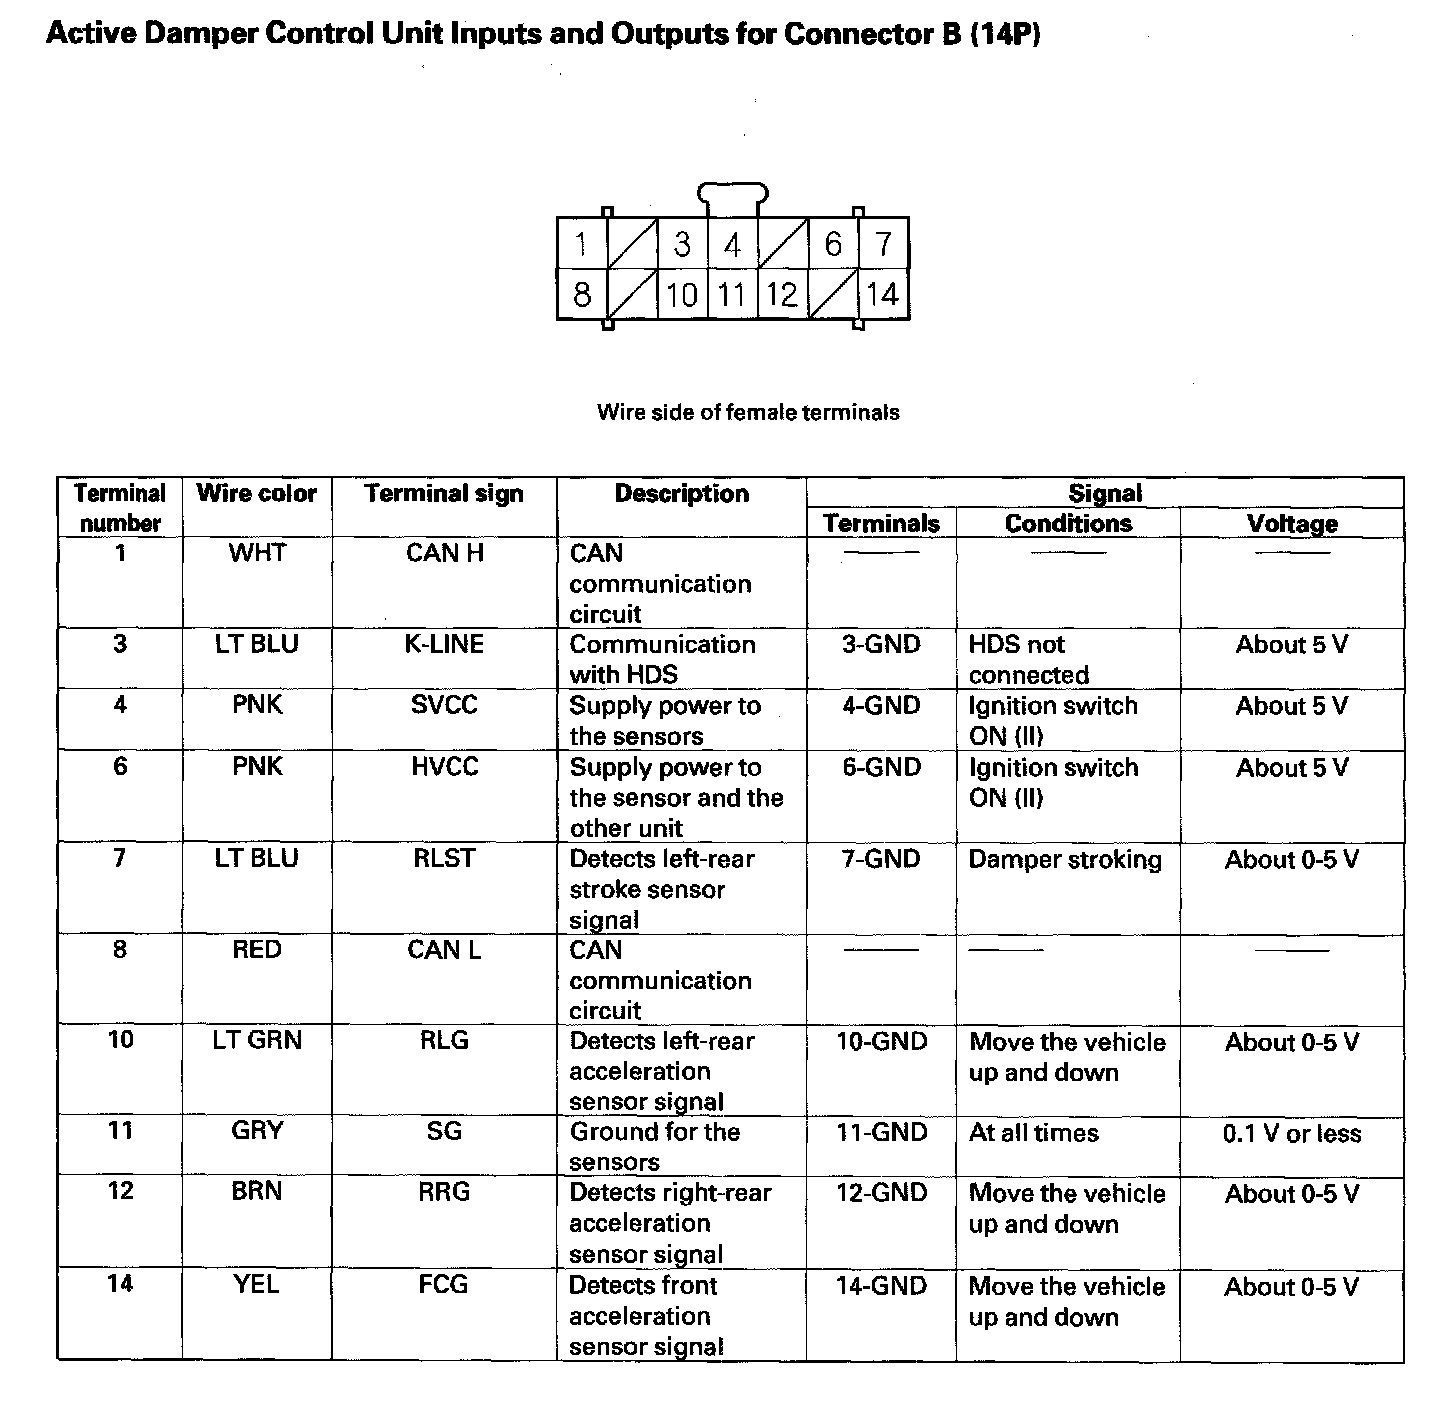 Active Damper Control Unit Inputs and Outputs for Connector B (14P)
1 3 4 6 7
8 10 11 12 14
Wire side of female terminals
Terminal number Wire color Terminal sign Description Signal
Terminals Conditions Voltage
1 WHT CAN H CAN
communication
circuit
3 LT BLU K-LINE Communication 3-GND HDS not About 5 V
with HDS connected
4 PNK SVCC Supply power to 4-GND Ignition switch About 5 V
the sensors ON (II)
6 PNK HVCC Supply power to 6-GND Ignition switch About 5 V
the sensor and the ON (II)
other unit
7 LT BLU RLST Detects left-rear 7-GND Damper stroking About 0-5 V
stroke sensor
signal
8 RED CAN L CAN
communication
circuit
10 LT GRN RLG Detects left-rear 10-GND Move the vehicle About 0-5 V
acceleration up and down
sensor signal
11 GRY SG Ground for the 11-GND At all times 0.1 V or less
sensors
12 BRN RRG Detects right-rear 12-GND Move the vehicle About 0-5 V
acceleration up and down
sensor signal
14 YEL FCG Detects front 14-GND Move the vehicle About 0-5 V
acceleration up and down
sensor signal